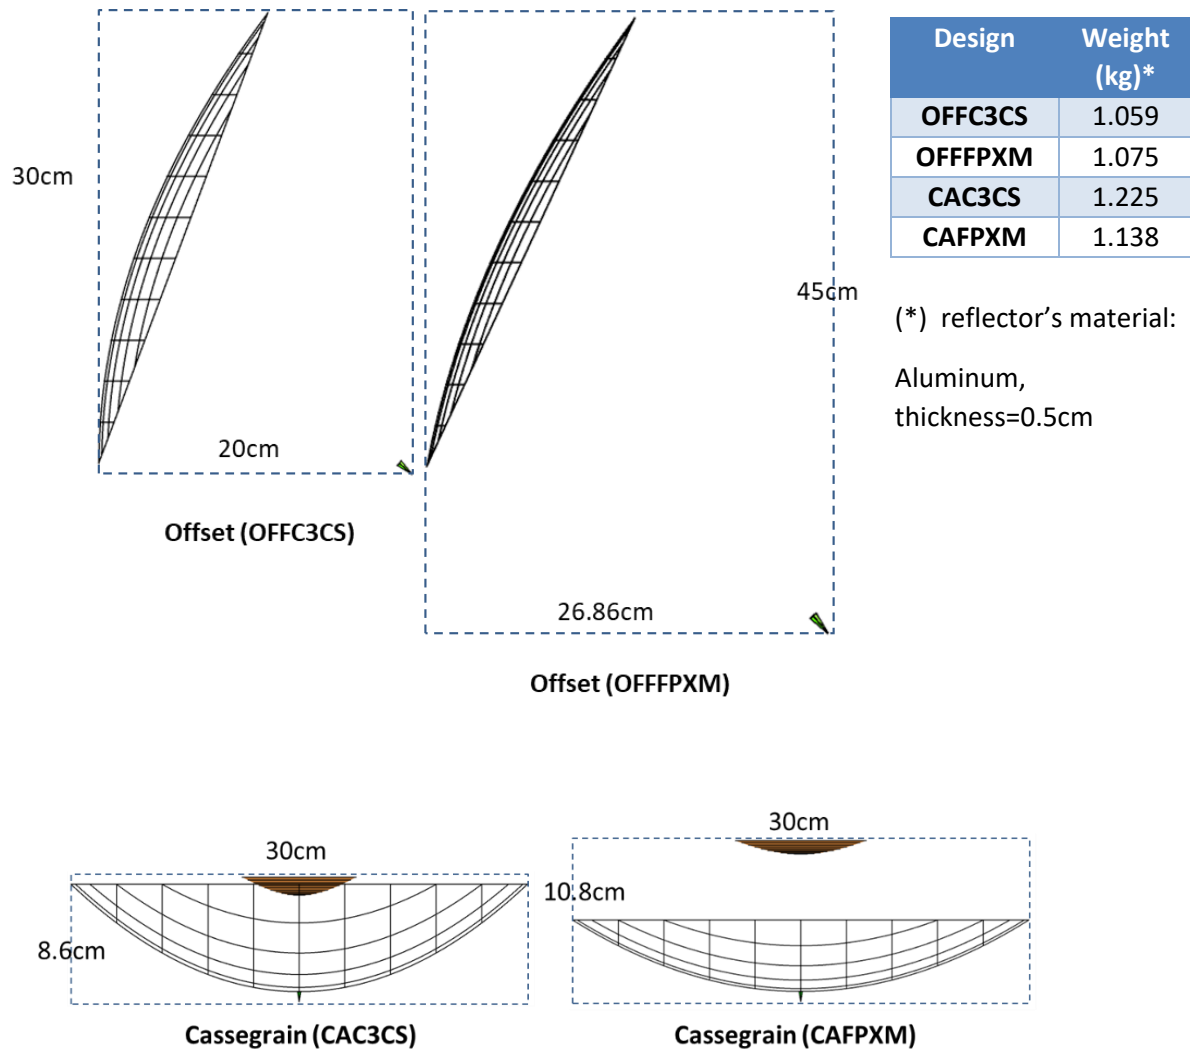 30cm
20cm
Offset (OFFC3CS)
45cm
26.86cm
Offset (OFFFPXM)
Design Weight
(kg)*
OFFC3CS 1.059
OFFFPXM 1.075
CAC3CS 1.225
CAFPXM 1.138
(*) reflector's material:
Aluminum,
thickness=0.5cm
30cm
8.6cm
Cassegrain (CAC3CS)
30cm
10.8cm
Cassegrain (CAFPXM)